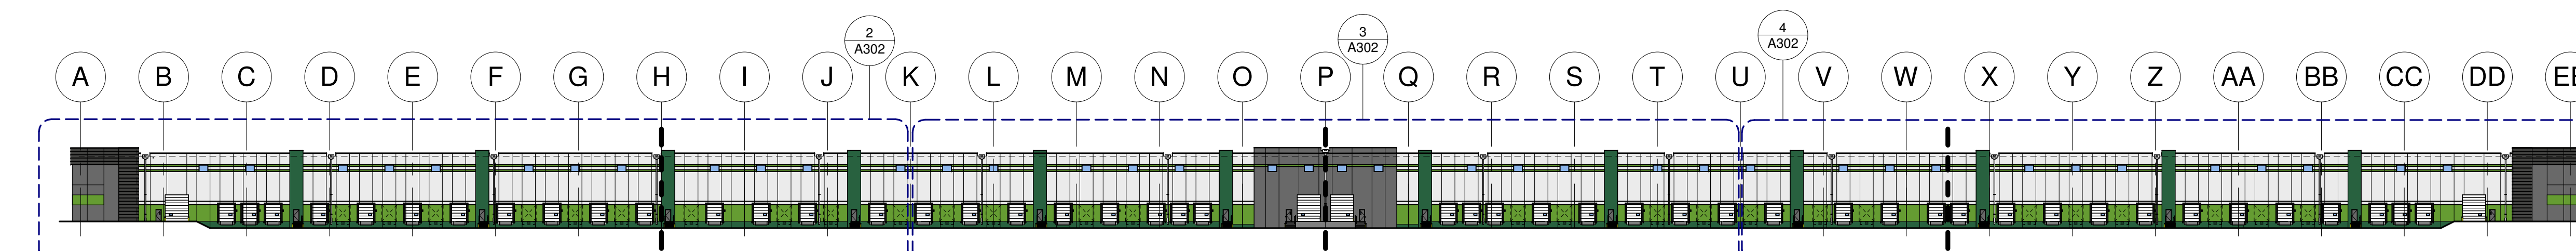 2
A302
3
A302
4
A302
A B C D E F G H I J K L M N O P Q R S T U V W X Y Z AA BB CC DD